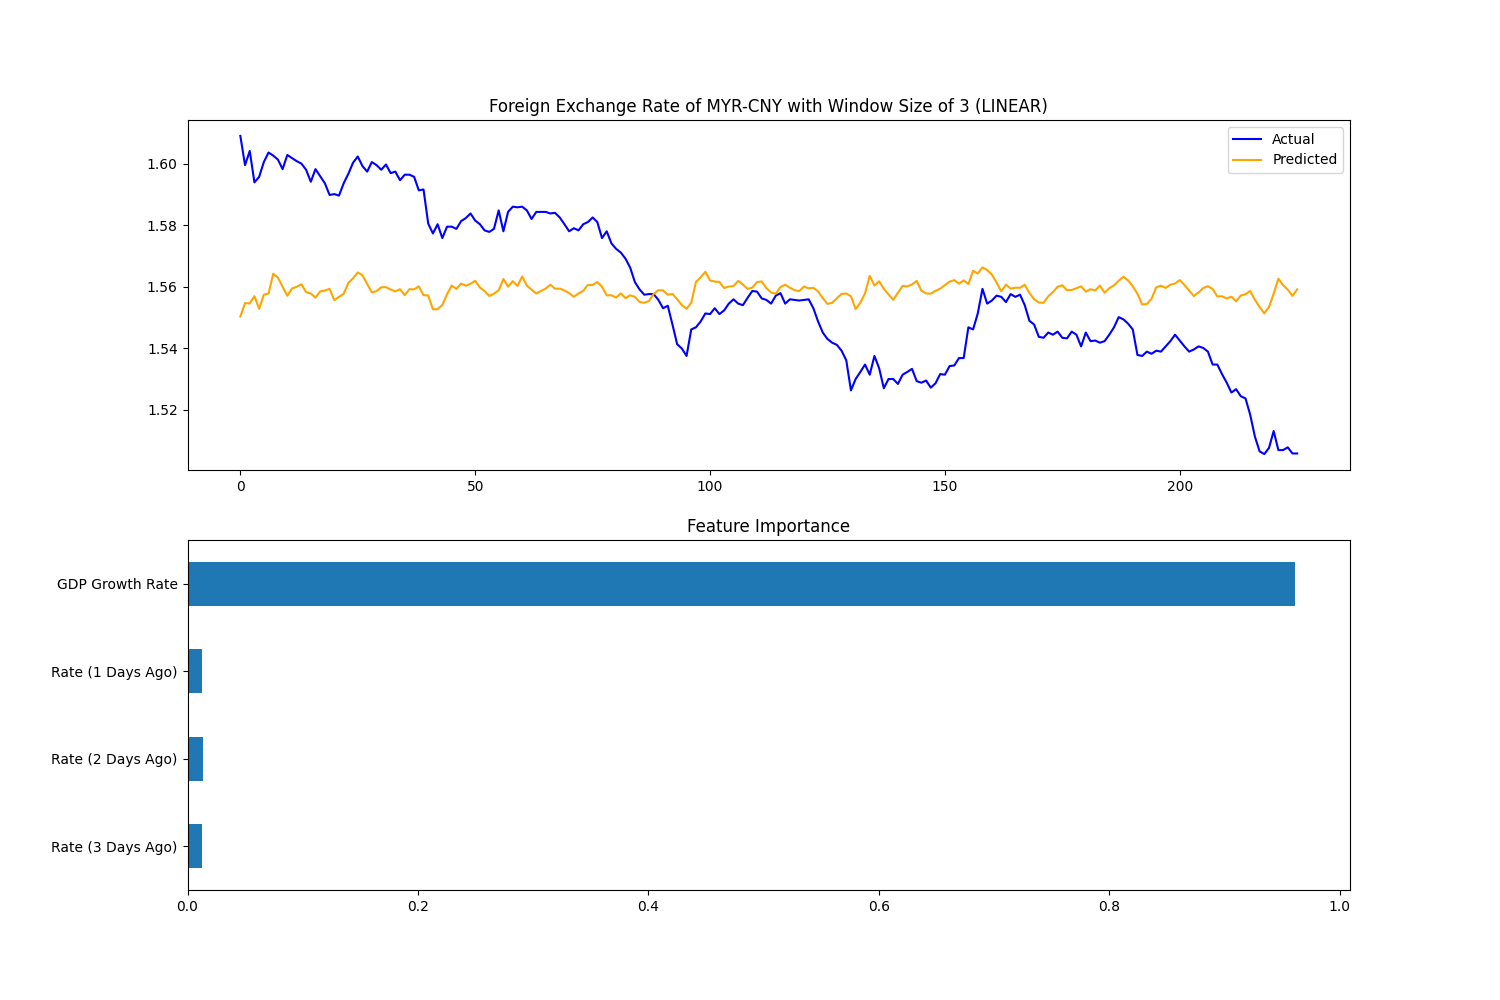 Foreign Exchange Rate of MYR-CNY with Window Size of 3 (LINEAR)
Actual
Predicted
1.60
1.58
1.56
1.54
1.52
0 50 100 150 200
Feature Importance
GDP Growth Rate
Rate (1 Days Ago)
Rate (2 Days Ago)
Rate (3 Days Ago)
0.0 0.2 0.4 0.6 0.8 1.0